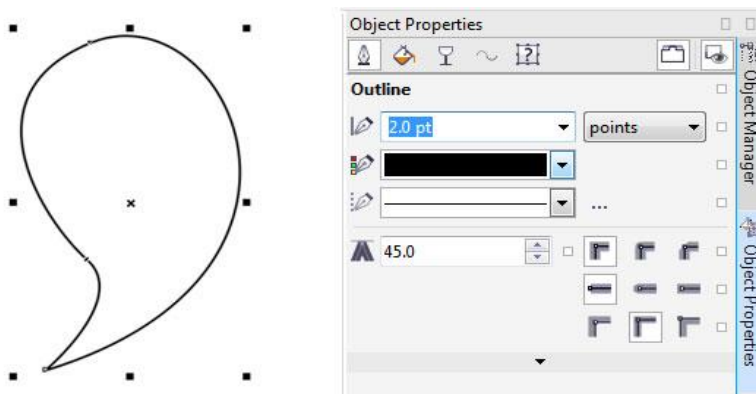 Object Properties
Outline
2.0 pt
points
...
45.0
Object Manager
Object Properties